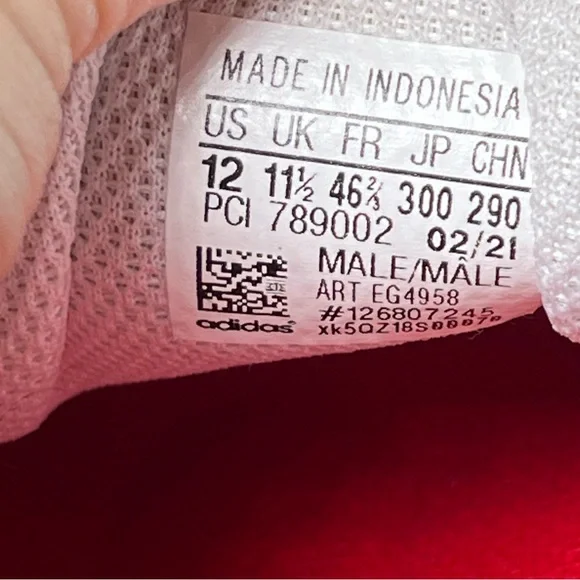 MADE IN INDONESIA
US UK FR JP CHN
12 11½ 46⅔ 300 290
PCI 789002 02/21
MALE/MÂLE
ART EG4958
#126807245
adidas